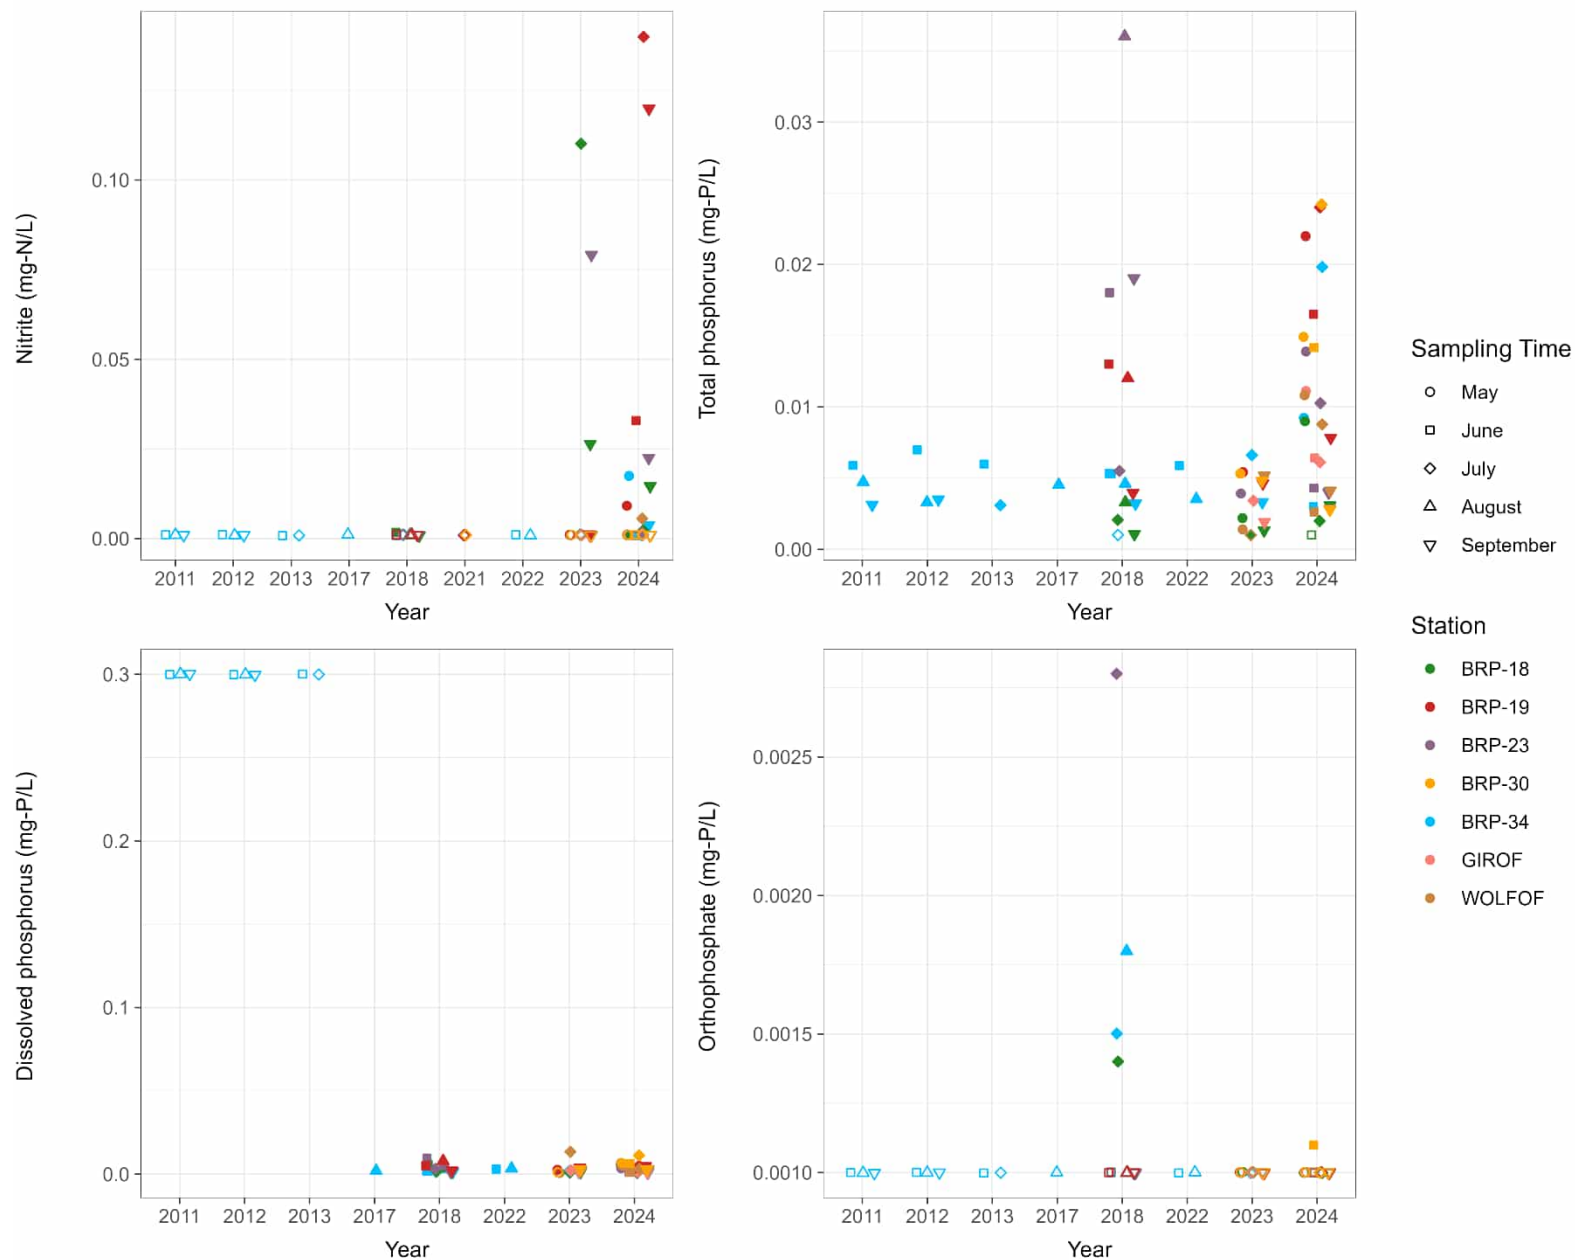 Nitrite (mg-N/L)
0.10
0.05
0.00
2011 2012 2013 2017 2018 2021 2022 2023 2024
Year
Total phosphorus (mg-P/L)
0.03
0.02
0.01
0.00
2011 2012 2013 2017 2018 2022 2023 2024
Year
Dissolved phosphorus (mg-P/L)
0.3
0.2
0.1
0.0
2011 2012 2013 2017 2018 2022 2023 2024
Year
Orthophosphate (mg-P/L)
0.0025
0.0020
0.0015
0.0010
2011 2012 2013 2017 2018 2022 2023 2024
Year
Sampling Time
May
June
July
August
September
Station
BRP-18
BRP-19
BRP-23
BRP-30
BRP-34
GIROF
WOLFOF